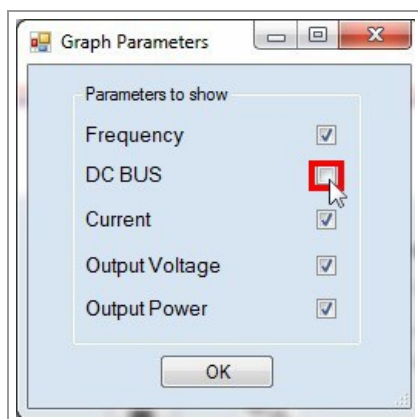 Graph Parameters
Parameters to show
Frequency
DC BUS
Current
Output Voltage
Output Power
OK